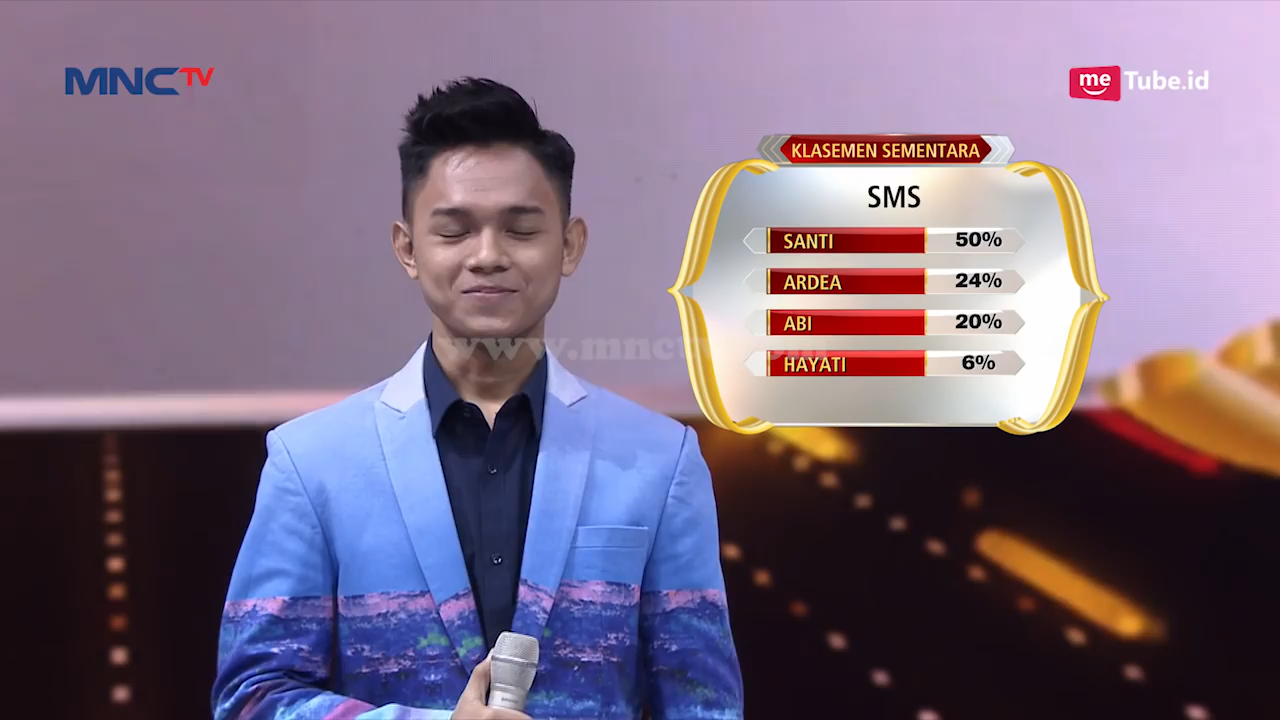 MNCTV
me Tube.id
KLASEMEN SEMENTARA
SMS
SANTI 50%
ARDEA 24%
ABI 20%
HAYATI 6%